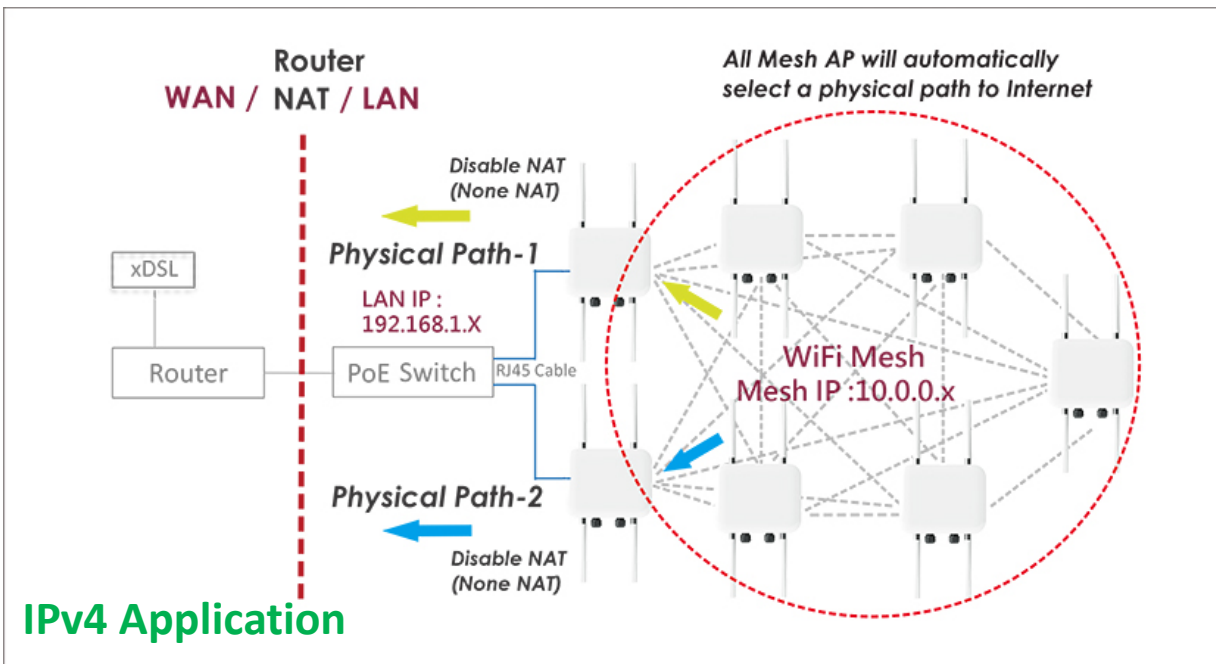 Router
WAN / NAT / LAN
All Mesh AP will automatically
select a physical path to Internet
Disable NAT
(None NAT)
Physical Path-1
xDSL
LAN IP :
192.168.1.X
Router
PoE Switch
RJ45 Cable
WiFi Mesh
Mesh IP :10.0.0.x
Physical Path-2
Disable NAT
(None NAT)
IPv4 Application